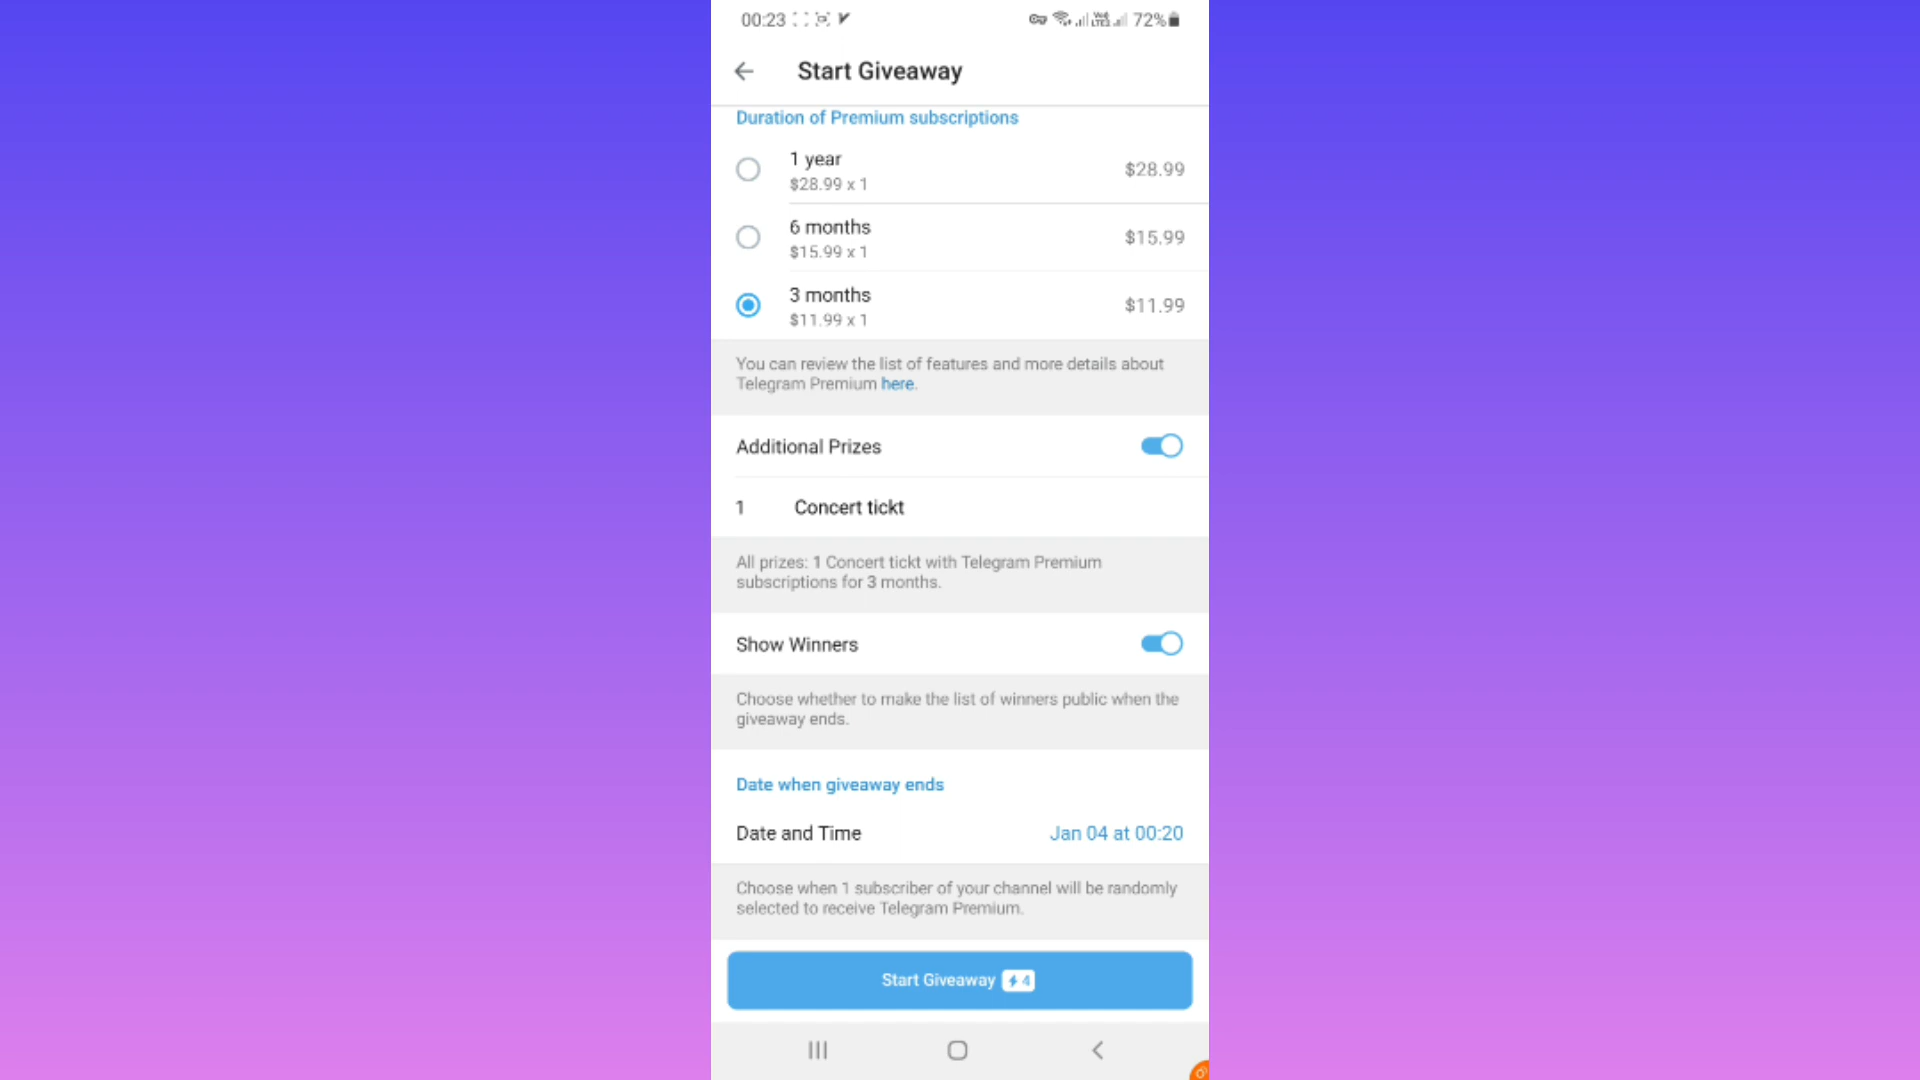 00:23 72%
Start Giveaway
Duration of Premium subscriptions
1 year
$28.99 x 1
$28.99
6 months
$15.99 x 1
$15.99
3 months
$11.99 x 1
$11.99
You can review the list of features and more details about
Telegram Premium here.
Additional Prizes
1 Concert tickt
All prizes: 1 Concert tickt with Telegram Premium
subscriptions for 3 months.
Show Winners
Choose whether to make the list of winners public when the
giveaway ends.
Date when giveaway ends
Date and Time Jan 04 at 00:20
Choose when 1 subscriber of your channel will be randomly
selected to receive Telegram Premium.
Start Giveaway 4